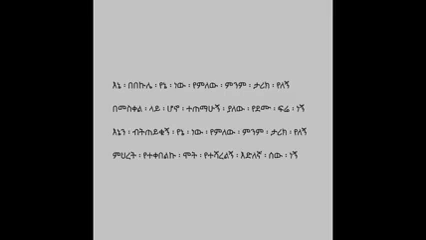 እኔ ፡ በበኩሌ ፡ የኔ ፡ ነው ፡ የምለው ፡ ምንም ፡ ታሪክ ፡ የለኝ
በመስቀል ፡ ላይ ፡ ሆኖ ፡ ተጠማሁኝ ፡ ያለው ፡ የደሙ ፡ ፍሬ ፡ ነኝ
እኔን ፡ ብትጠይቁኝ ፡ የኔ ፡ ነው ፡ የምለው ፡ ምንም ፡ ታሪክ ፡ የለኝ
ምህረት ፡ የተቀበልኩ ፡ ሞት ፡ የተሻረልኝ ፡ እድለኛ ፡ ሰው ፡ ነኝ